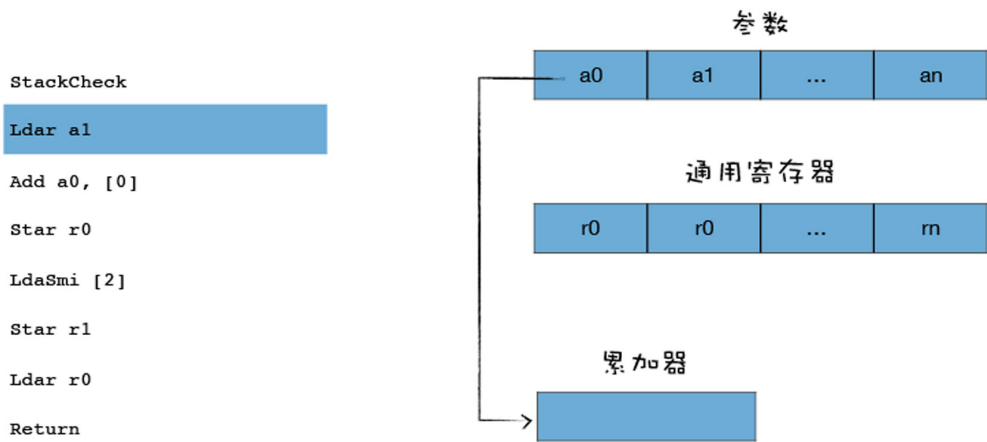 StackCheck
Ldar a1
Add a0, [0]
Star r0
LdaSmi [2]
Star r1
Ldar r0
Return
参数
a0 a1 ... an
通用寄存器
r0 r0 ... rn
累加器